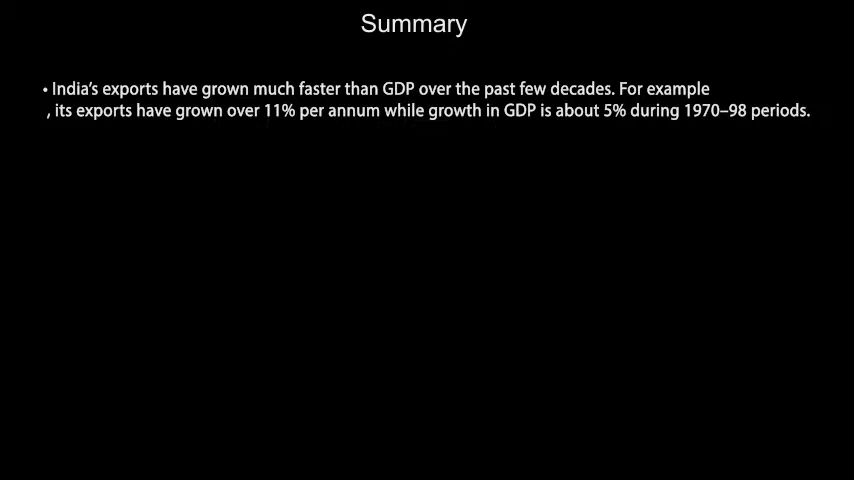 Summary
• India's exports have grown much faster than GDP over the past few decades. For example
, its exports have grown over 11% per annum while growth in GDP is about 5% during 1970–98 periods.